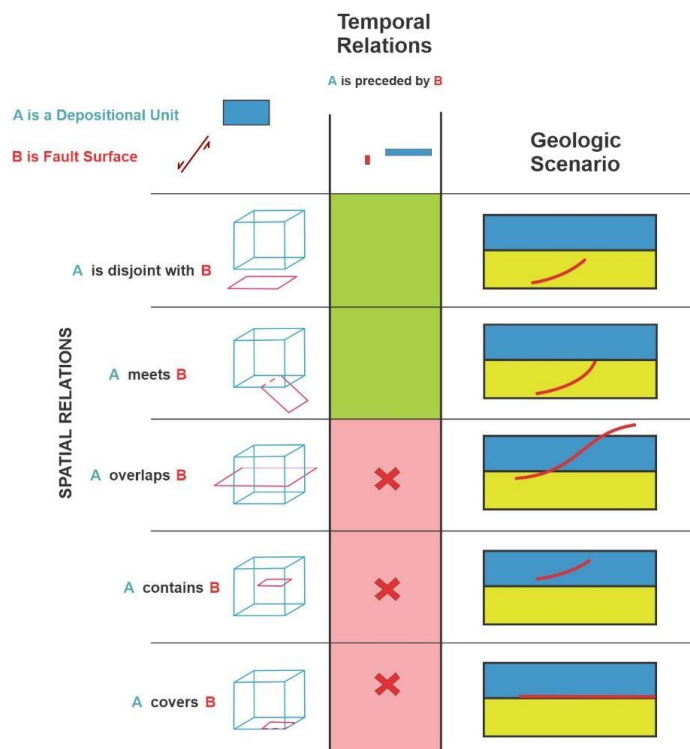 Temporal
Relations
A is preceded by B
A is a Depositional Unit
B is Fault Surface
Geologic
Scenario
SPATIAL RELATIONS
A is disjoint with B
A meets B
A overlaps B
A contains B
A covers B